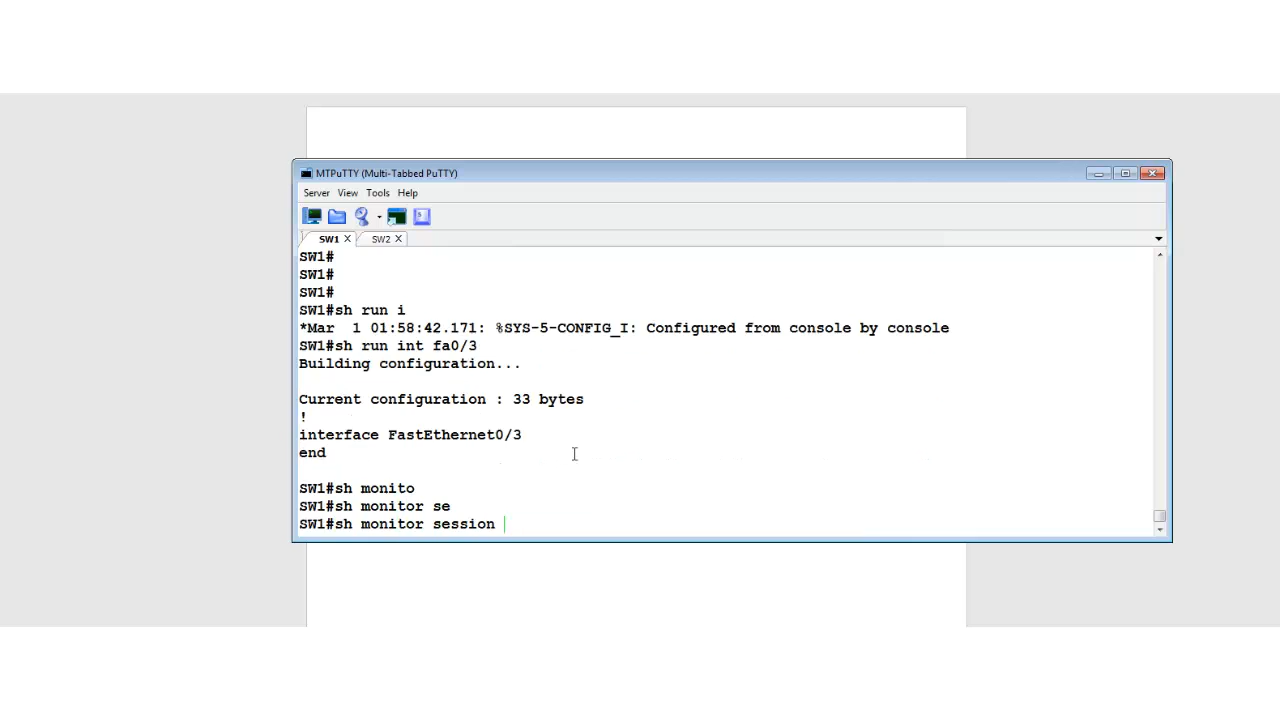 MTPuTTY (Multi-Tabbed PuTTY)
Server View Tools Help
SW1 SW2
SW1#
SW1#
SW1#
SW1#sh run i
*Mar  1 01:58:42.171: %SYS-5-CONFIG_I: Configured from console by console
SW1#sh run int fa0/3
Building configuration...
Current configuration : 33 bytes
!
interface FastEthernet0/3
end
SW1#sh monito
SW1#sh monitor se
SW1#sh monitor session